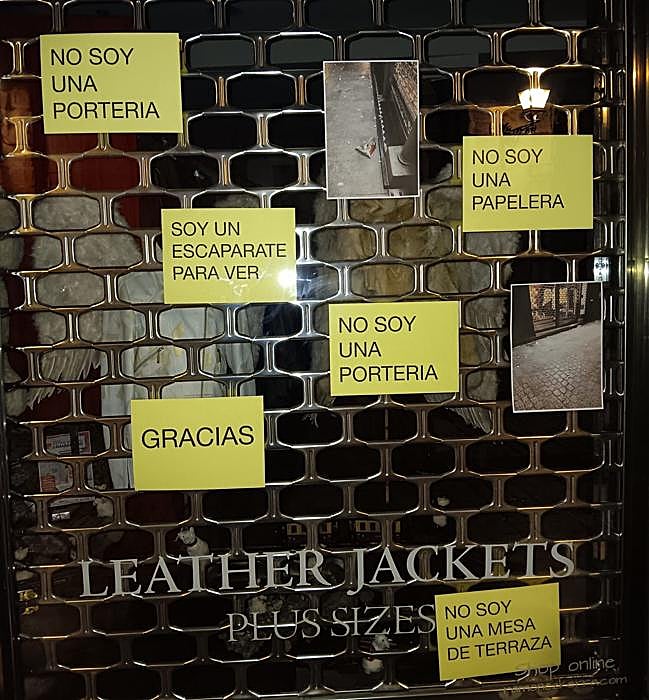 NO SOY
UNA
PORTERIA
NO SOY
UNA
PAPELERA
SOY UN
ESCAPARATE
PARA VER
NO SOY
UNA
PORTERIA
GRACIAS
LEATHER JACKETS
PLUS SIZES
NO SOY
UNA MESA
DE TERRAZA
Shop online